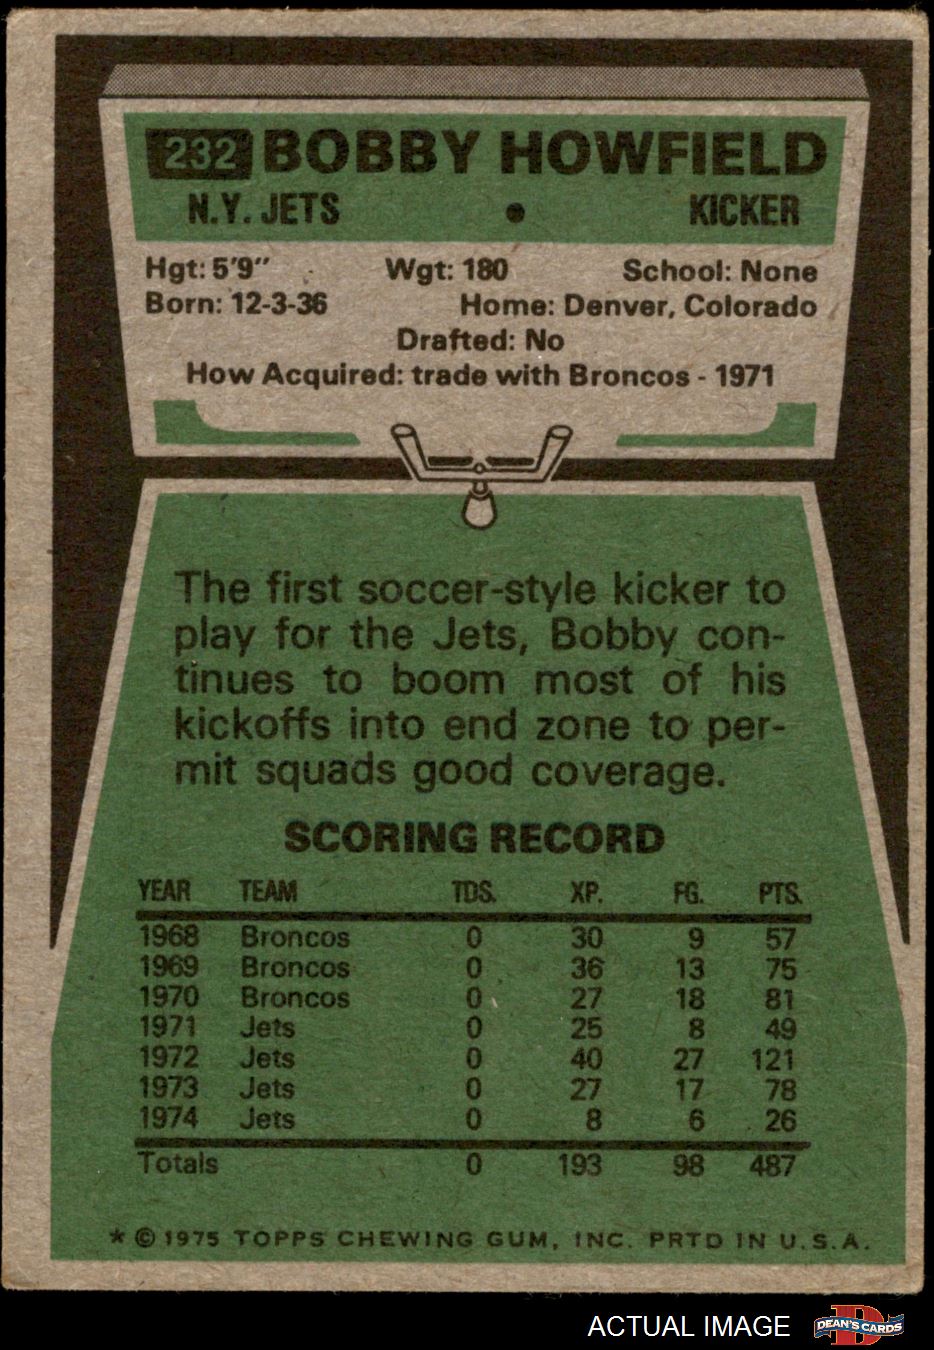 232 BOBBY HOWFIELD
N.Y. JETS • KICKER
Hgt: 5'9" Wgt: 180 School: None
Born: 12-3-36 Home: Denver, Colorado
Drafted: No
How Acquired: trade with Broncos - 1971
The first soccer-style kicker to
play for the Jets, Bobby con-
tinues to boom most of his
kickoffs into end zone to per-
mit squads good coverage.
SCORING RECORD
YEAR TEAM TDS. XP. FG. PTS.
1968 Broncos 0 30 9 57
1969 Broncos 0 36 13 75
1970 Broncos 0 27 18 81
1971 Jets 0 25 8 49
1972 Jets 0 40 27 121
1973 Jets 0 27 17 78
1974 Jets 0 8 6 26
Totals 0 193 98 487
* © 1975 TOPPS CHEWING GUM, INC. PRTD IN U.S.A.
ACTUAL IMAGE DEAN'S CARDS